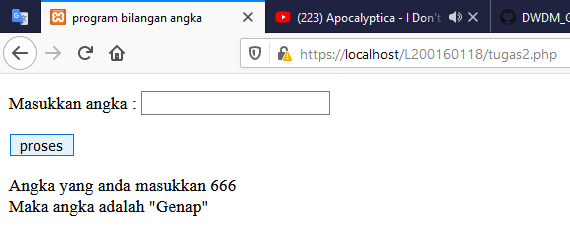 program bilangan angka
(223) Apocalyptica - I Don't
DWDM_G
https://localhost/L200160118/tugas2.php
Masukkan angka :
proses
Angka yang anda masukkan 666
Maka angka adalah "Genap"